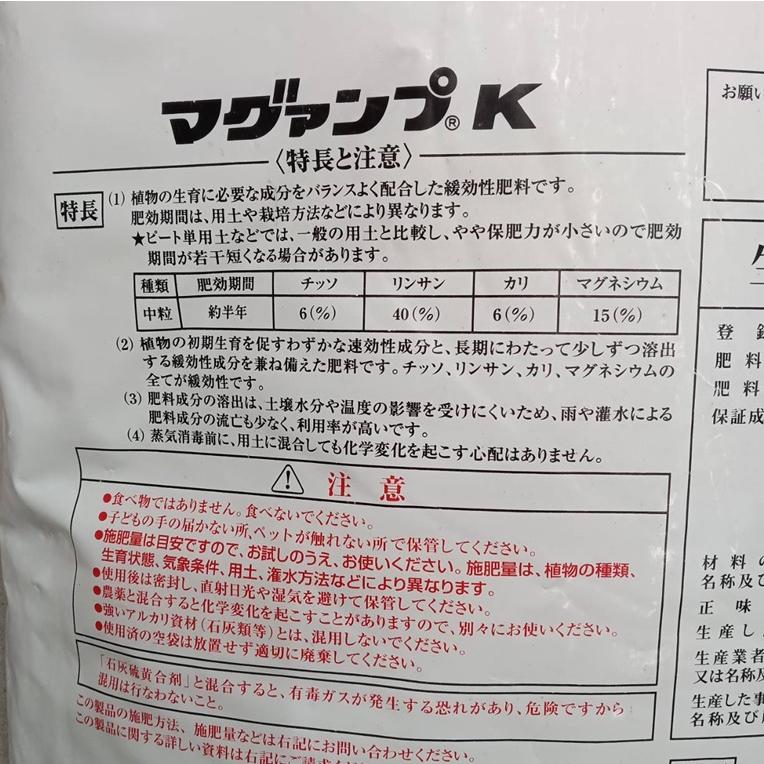 マグァンプ® K
〈特長と注意〉
特長
(1) 植物の生育に必要な成分をバランスよく配合した緩効性肥料です。
肥効期間は、用土や栽培方法などにより異なります。
★ピート単用土などでは、一般の用土と比較し、やや保肥力が小さいので肥効
期間が若干短くなる場合があります。
種類 肥効期間 チッソ リンサン カリ マグネシウム
中粒 約半年 6(%) 40(%) 6(%) 15(%)
(2) 植物の初期生育を促すわずかな速効性成分と、長期にわたって少しずつ溶出
する緩効性成分を兼ね備えた肥料です。チッソ、リンサン、カリ、マグネシウムの
全てが緩効性です。
(3) 肥料成分の溶出は、土壌水分や温度の影響を受けにくいため、雨や灌水による
肥料成分の流亡も少なく、利用率が高いです。
(4) 蒸気消毒前に、用土に混合しても化学変化を起こす心配はありません。
注意
●食べ物ではありません。食べないでください。
●子どもの手の届かない所、ペットが触れない所で保管してください。
●施肥量は目安ですので、お試しのうえ、お使いください。施肥量は、植物の種類、
生育状態、気象条件、用土、潅水方法などにより異なります。
●使用後は密封し、直射日光や湿気を避けて保管してください。
●農薬と混合すると化学変化を起こすことがありますので、別々にお使いください。
●強いアルカリ資材(石灰類等)とは、混用しないでください。
●使用済の空袋は放置せず適切に廃棄してください。
「石灰硫黄合剤」と混合すると、有毒ガスが発生する恐れがあり、危険ですから
混用は行なわないこと。
この製品の施肥方法、施肥量などは右記にお問い合わせください。
この製品に関する詳しい資料は右記にご請求くだ
お願い
登録
肥料
肥料
保証成
材料の
名称及び
正味
生産し
生産業者
又は名称及
生産した事
名称及び